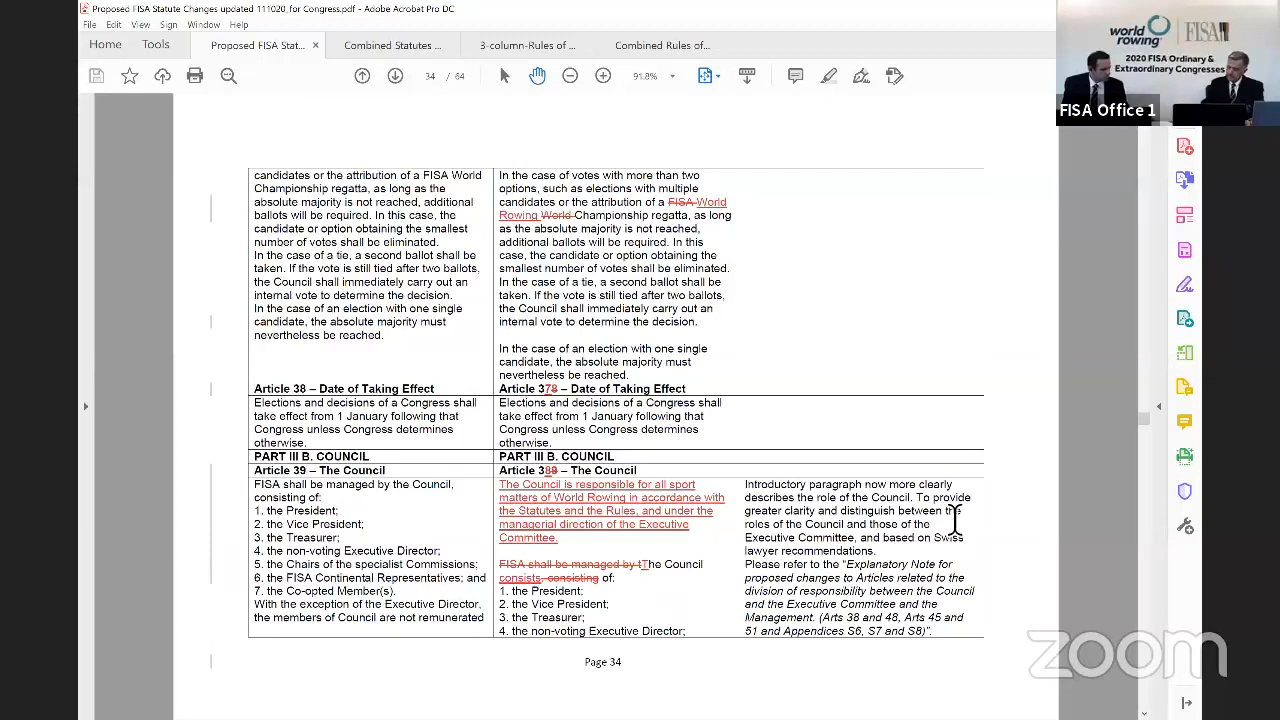 Proposed FISA Statute Changes updated 111020_for Congress.pdf - Adobe Acrobat Pro DC
File Edit View Sign Window Help
Home Tools Proposed FISA Stat... × Combined Statutes ... 3-column-Rules of ... Combined Rules of...
34 / 64 91.8%
world rowing FISA
2020 FISA Ordinary &
Extraordinary Congresses
FISA Office 1
candidates or the attribution of a FISA World
Championship regatta, as long as the
absolute majority is not reached, additional
ballots will be required. In this case, the
candidate or option obtaining the smallest
number of votes shall be eliminated.
In the case of a tie, a second ballot shall be
taken. If the vote is still tied after two ballots,
the Council shall immediately carry out an
internal vote to determine the decision.
In the case of an election with one single
candidate, the absolute majority must
nevertheless be reached.
In the case of votes with more than two
options, such as elections with multiple
candidates or the attribution of a FISA World
Rowing World Championship regatta, as long
as the absolute majority is not reached,
additional ballots will be required. In this
case, the candidate or option obtaining the
smallest number of votes shall be eliminated.
In the case of a tie, a second ballot shall be
taken. If the vote is still tied after two ballots,
the Council shall immediately carry out an
internal vote to determine the decision.
In the case of an election with one single
candidate, the absolute majority must
nevertheless be reached.
Article 38 – Date of Taking Effect
Article 378 – Date of Taking Effect
Elections and decisions of a Congress shall
take effect from 1 January following that
Congress unless Congress determines
otherwise.
Elections and decisions of a Congress shall
take effect from 1 January following that
Congress unless Congress determines
otherwise.
PART III B. COUNCIL
PART III B. COUNCIL
Article 39 – The Council
Article 389 – The Council
FISA shall be managed by the Council,
consisting of:
1. the President;
2. the Vice President;
3. the Treasurer;
4. the non-voting Executive Director;
5. the Chairs of the specialist Commissions;
6. the FISA Continental Representatives; and
7. the Co-opted Member(s).
With the exception of the Executive Director,
the members of Council are not remunerated
The Council is responsible for all sport
matters of World Rowing in accordance with
the Statutes and the Rules, and under the
managerial direction of the Executive
Committee.
FISA shall be managed by tThe Council
consists, consisting of:
1. the President;
2. the Vice President;
3. the Treasurer;
4. the non-voting Executive Director;
Introductory paragraph now more clearly
describes the role of the Council. To provide
greater clarity and distinguish between the
roles of the Council and those of the
Executive Committee, and based on Swiss
lawyer recommendations.
Please refer to the "Explanatory Note for
proposed changes to Articles related to the
division of responsibility between the Council
and the Executive Committee and the
Management. (Arts 38 and 48, Arts 45 and
51 and Appendices S6, S7 and S8)".
Page 34
zoom